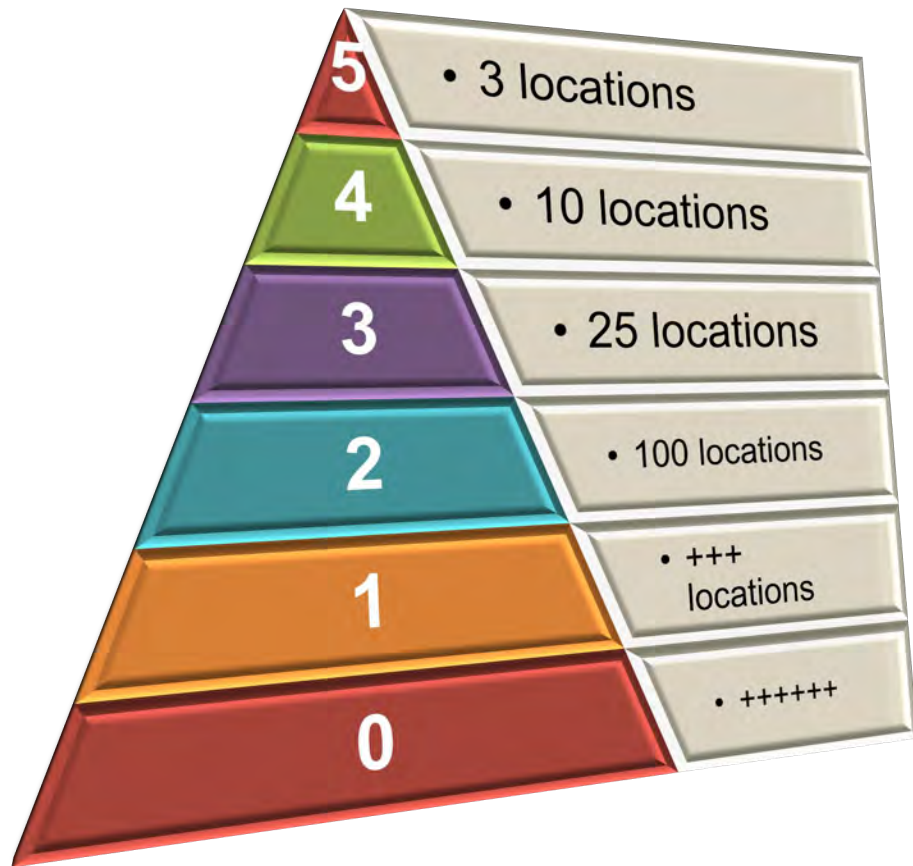 5
• 3 locations
4
• 10 locations
3
• 25 locations
2
• 100 locations
1
• +++
locations
0
• ++++++